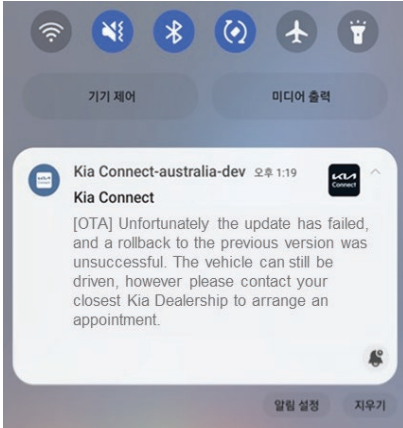 기기 제어
미디어 출력
Kia Connect-australia-dev 오후 1:19
KIA
Connect
Kia Connect
[OTA] Unfortunately the update has failed,
and a rollback to the previous version was
unsuccessful. The vehicle can still be
driven, however please contact your
closest Kia Dealership to arrange an
appointment.
알림 설정
지우기